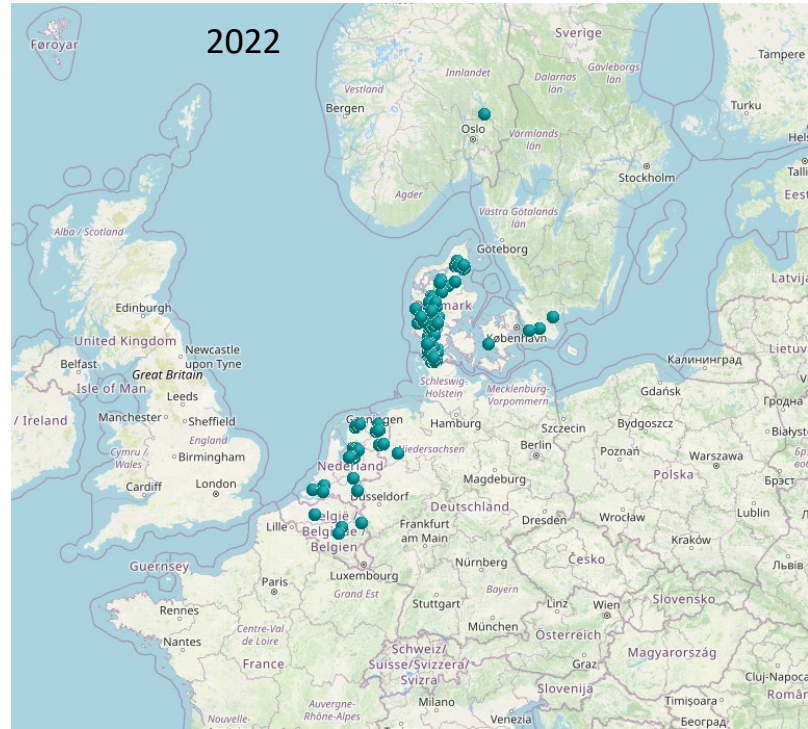 2022
Føroyar
Sverige
Tampere
Innlandet
Dalarnas
län
Gävleborgs
län
Vestland
Bergen
Turku
Oslo
Värmlands
län
Stockholm
Agder
Västra Götalands
län
Göteborg
Alba / Scotland
Edinburgh
United Kingdom
Newcastle
upon Tyne
Belfast
Isle of Man
Great Britain
Leeds
/ Ireland
Manchester
Sheffield
England
Cymru /
Wales
Birmingham
Cardiff
London
København
Schleswig-
Holstein
Mecklenburg-
Vorpommern
Калининград
Gdańsk
Hamburg
Szczecin
Bydgoszcz
Niedersachsen
Berlin
Poznań
Warszawa
Nederland
Magdeburg
Polska
Düsseldorf
Deutschland
Lublin
Lille
België
Belgique /
Belgien
Dresden
Wrocław
Frankfurt
am Main
Kraków
Česko
Guernsey
Luxembourg
Nürnberg
Paris
Grand Est
Rennes
Stuttgart
Bayern
Linz
Wien
Slovensko
Nantes
Centre-Val
de Loire
München
Österreich
Magyarország
France
Schweiz/
Suisse/Svizzera/
Svizra
Graz
Cluj-Napoca
Slovenija
Auvergne-
Rhône-Alpes
Milano
Timișoara
Nouvelle-
Venezia
Београд